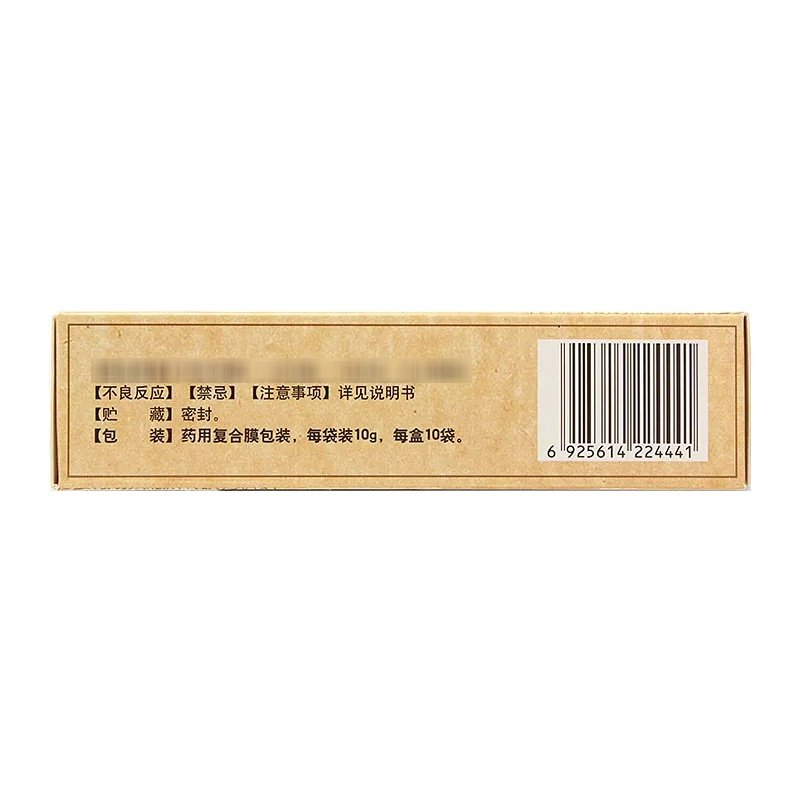 【不良反应】【禁忌】【注意事项】详见说明书
【贮 藏】密封。
【包 装】药用复合膜包装，每袋装10g，每盒10袋。
6 925614 224441